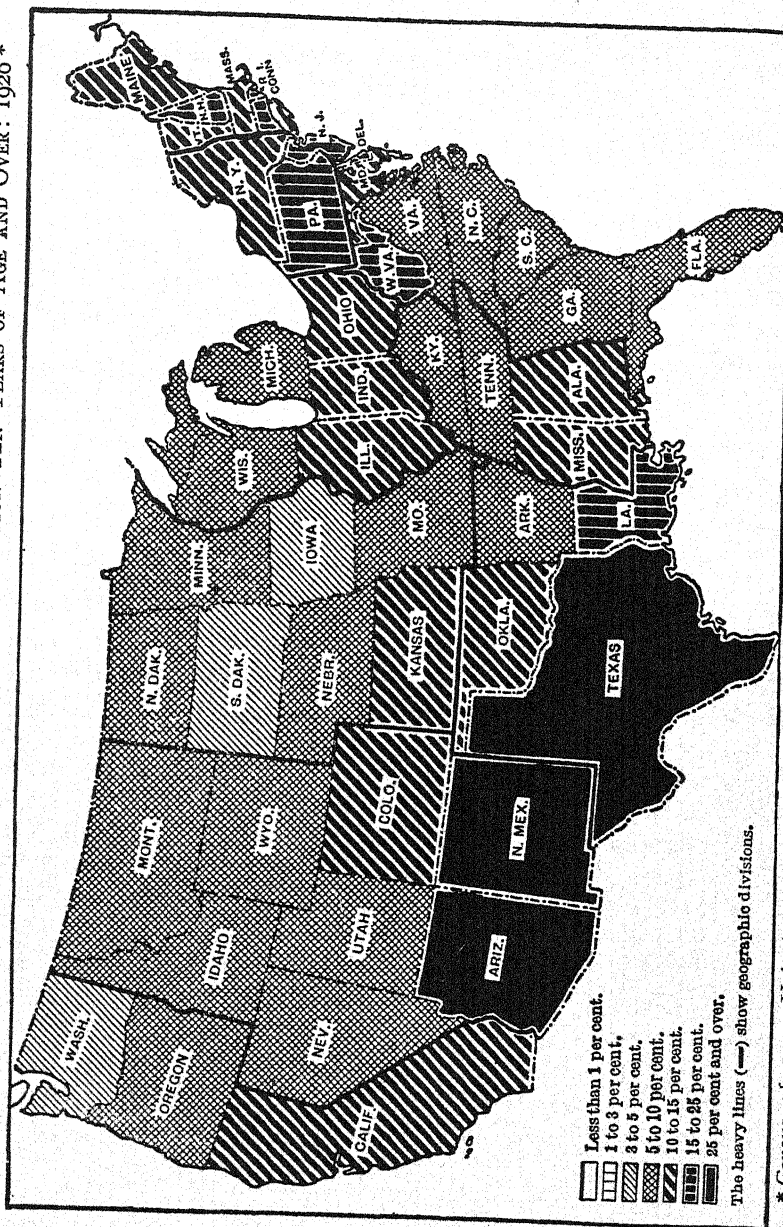 TEN YEARS OF AGE AND OVER: 1920 *
WASH.
OREGON
CALIF.
NEV.
IDAHO
MONT.
WYO.
UTAH
ARIZ.
COLO.
N. MEX.
N. DAK.
S. DAK.
NEBR.
KANSAS
OKLA.
TEXAS
MINN.
IOWA
MO.
ARK.
LA.
WIS.
MICH.
ILL.
IND.
OHIO
KY.
TENN.
MISS.
ALA.
MAINE
VT.
N.H.
MASS.
R.I.
CONN.
N.Y.
N.J.
PA.
DEL.
MD.
W.VA.
VA.
N.C.
S.C.
GA.
FLA.
Less than 1 per cent.
1 to 3 per cent.
3 to 5 per cent.
5 to 10 per cent.
10 to 15 per cent.
15 to 25 per cent.
25 per cent and over.
The heavy lines (—) show geographic divisions.